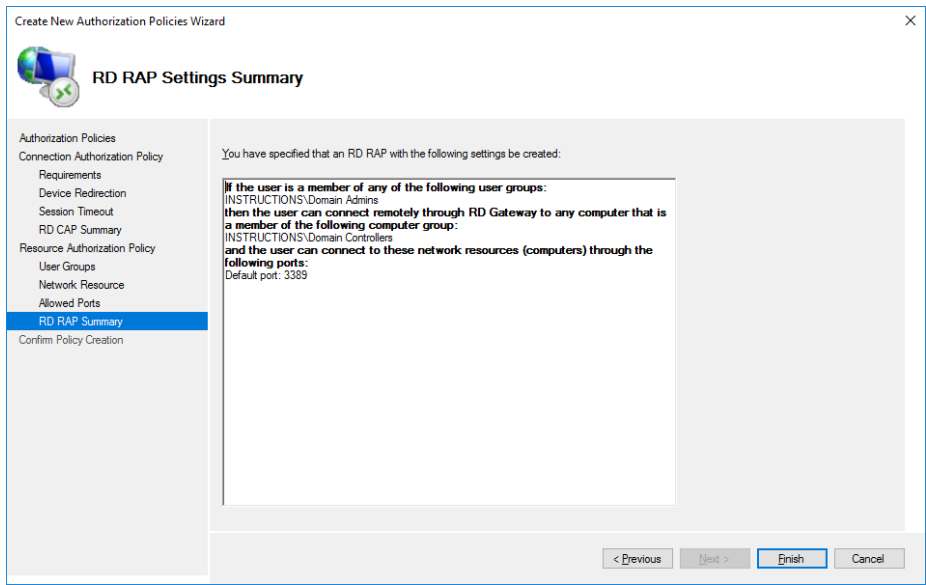 Create New Authorization Policies Wizard
RD RAP Settings Summary
Authorization Policies
Connection Authorization Policy
Requirements
Device Redirection
Session Timeout
RD CAP Summary
Resource Authorization Policy
User Groups
Network Resource
Allowed Ports
RD RAP Summary
Confirm Policy Creation
You have specified that an RD RAP with the following settings be created:
If the user is a member of any of the following user groups:
INSTRUCTIONS\Domain Admins
then the user can connect remotely through RD Gateway to any computer that is
a member of the following computer group:
INSTRUCTIONS\Domain Controllers
and the user can connect to these network resources (computers) through the
following ports:
Default port: 3389
< Previous
Next >
Finish
Cancel